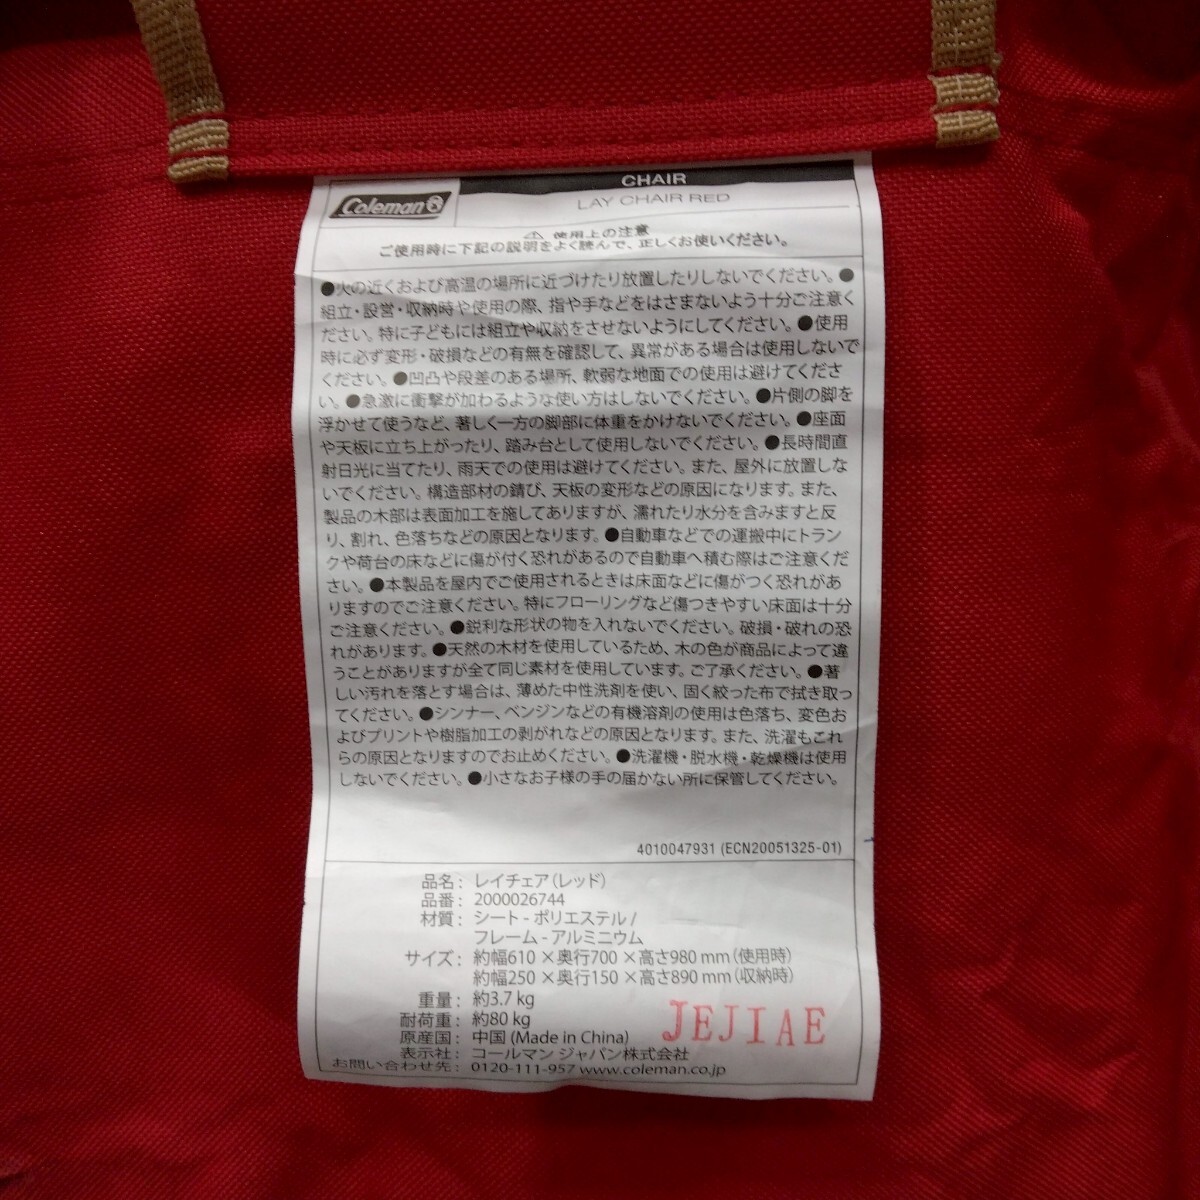 CHAIR
Coleman®
LAY CHAIR RED
⚠ 使用上の注意
ご使用時に下記の説明をよく読んで、正しくお使いください。
●火の近くおよび高温の場所に近づけたり放置したりしないでください。●
組立・設営・収納時や使用の際、指や手などをはさまないよう十分ご注意く
ださい。特に子どもには組立や収納をさせないようにしてください。●使用
時に必ず変形・破損などの有無を確認して、異常がある場合は使用しないで
ください。●凹凸や段差のある場所、軟弱な地面での使用は避けてくださ
い。●急激に衝撃が加わるような使い方はしないでください。●片側の脚を
浮かせて使うなど、著しく一方の脚部に体重をかけないでください。●座面
や天板に立ち上がったり、踏み台として使用しないでください。●長時間直
射日光に当てたり、雨天での使用は避けてください。また、屋外に放置しな
いでください。構造部材の錆び、天板の変形などの原因になります。また、
製品の木部は表面加工を施してありますが、濡れたり水分を含みますと反
り、割れ、色落ちなどの原因となります。●自動車などでの運搬中にトラン
クや荷台の床などに傷が付く恐れがあるので自動車へ積む際はご注意くだ
さい。●本製品を屋内でご使用されるときは床面などに傷がつく恐れがあ
りますのでご注意ください。特にフローリングなど傷つきやすい床面は十分
ご注意ください。●鋭利な形状の物を入れないでください。破損・破れの恐
れがあります。●天然の木材を使用しているため、木の色が商品によって違
うことがありますが全て同じ素材を使用しています。ご了承ください。●著
しい汚れを落とす場合は、薄めた中性洗剤を使い、固く絞った布で拭き取っ
てください。●シンナー、ベンジンなどの有機溶剤の使用は色落ち、変色お
よびプリントや樹脂加工の剥がれなどの原因となります。また、洗濯もこれ
らの原因となりますのでお止めください。●洗濯機・脱水機・乾燥機は使用
しないでください。●小さなお子様の手の届かない所に保管してください。
4010047931 (ECN20051325-01)
品名：レイチェア（レッド）
品番：2000026744
材質：シート - ポリエステル /
フレーム - アルミニウム
サイズ：約幅610 × 奥行700 × 高さ980 mm（使用時）
約幅250 × 奥行150 × 高さ890 mm（収納時）
重量：約3.7 kg
耐荷重：約80 kg
原産国：中国 (Made in China)
JEJIAE
表示社：コールマン ジャパン株式会社
お問い合わせ先：0120-111-957 www.coleman.co.jp